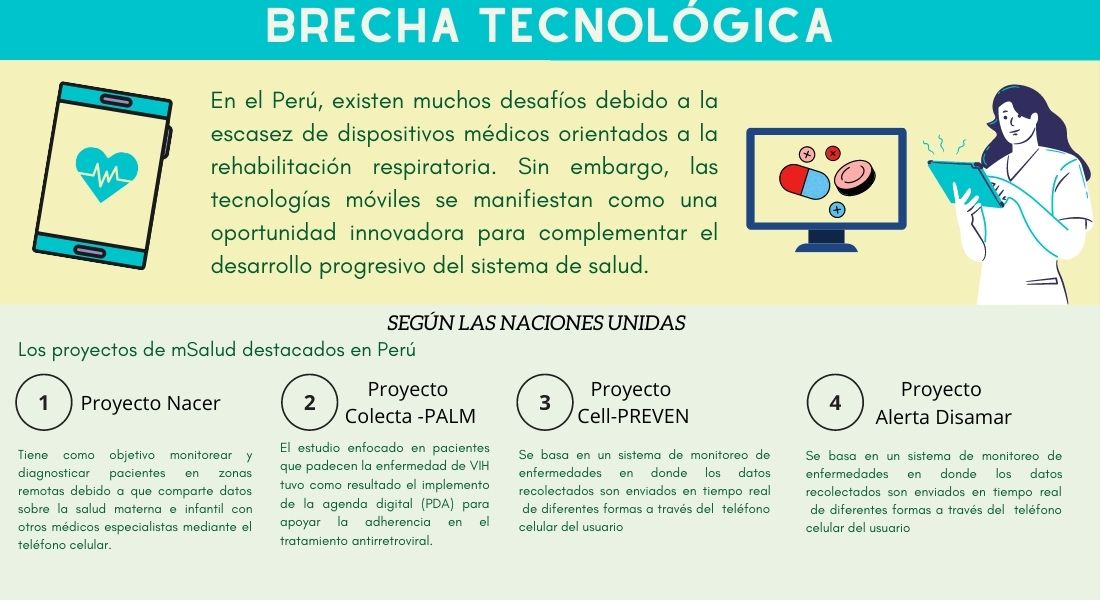 BRECHA TECNOLÓGICA
En el Perú, existen muchos desafíos debido a la
escasez de dispositivos médicos orientados a la
rehabilitación respiratoria. Sin embargo, las
tecnologías móviles se manifiestan como una
oportunidad innovadora para complementar el
desarrollo progresivo del sistema de salud.
SEGÚN LAS NACIONES UNIDAS
Los proyectos de mSalud destacados en Perú
1
Proyecto Nacer
Tiene como objetivo monitorear y
diagnosticar pacientes en zonas
remotas debido a que comparte datos
sobre la salud materna e infantil con
otros médicos especialistas mediante el
teléfono celular.
2
Proyecto
Colecta -PALM
El estudio enfocado en pacientes
que padecen la enfermedad de VIH
tuvo como resultado el implemento
de la agenda digital (PDA) para
apoyar la adherencia en el
tratamiento antirretroviral.
3
Proyecto
Cell-PREVEN
Se basa en un sistema de monitoreo de
enfermedades en donde los datos
recolectados son enviados en tiempo real
de diferentes formas a través del teléfono
celular del usuario
4
Proyecto
Alerta Disamar
Se basa en un sistema de monitoreo de
enfermedades en donde los datos
recolectados son enviados en tiempo real
de diferentes formas a través del teléfono
celular del usuario